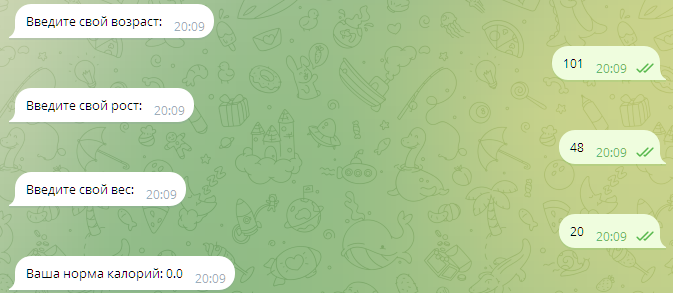 Введите свой возраст: 20:09
101 20:09
Введите свой рост: 20:09
48 20:09
Введите свой вес: 20:09
20 20:09
Ваша норма калорий: 0.0 20:09